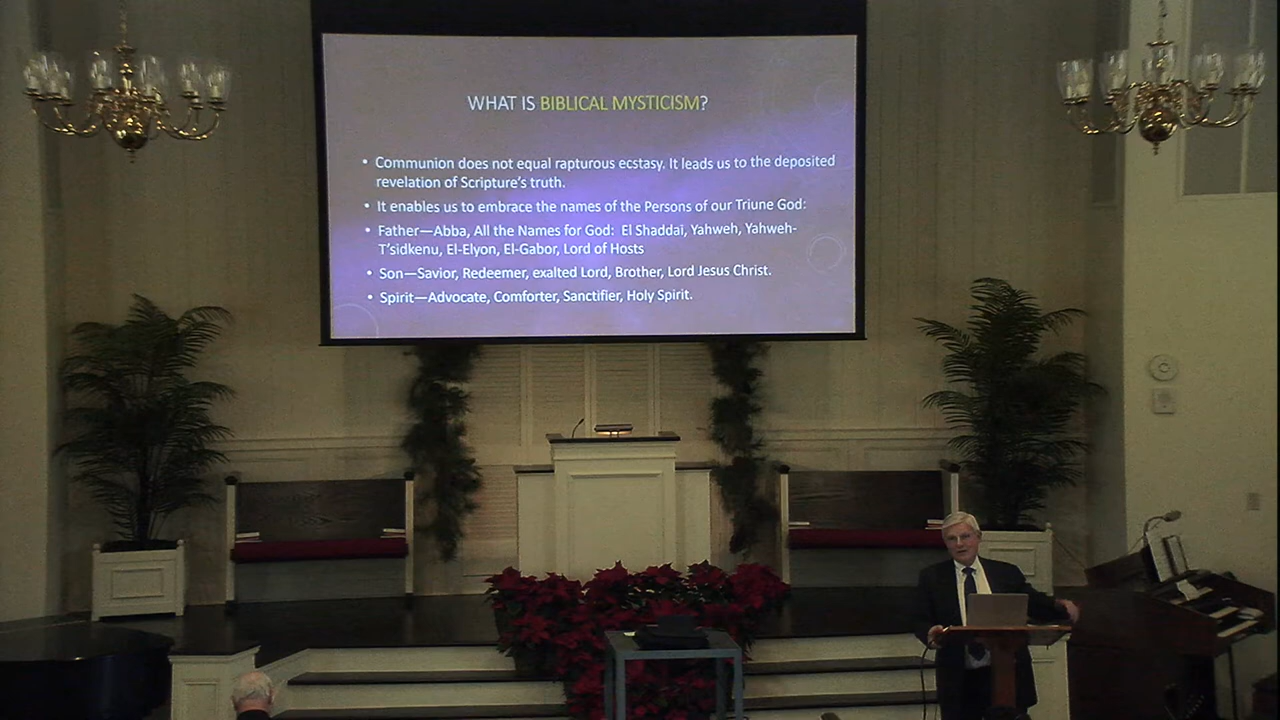 WHAT IS BIBLICAL MYSTICISM?
• Communion does not equal rapturous ecstasy. It leads us to the deposited
revelation of Scripture's truth.
• It enables us to embrace the names of the Persons of our Triune God:
• Father—Abba, All the Names for God:  El Shaddai, Yahweh, Yahweh-
T'sidkenu, El-Elyon, El-Gabor, Lord of Hosts
• Son—Savior, Redeemer, exalted Lord, Brother, Lord Jesus Christ.
• Spirit—Advocate, Comforter, Sanctifier, Holy Spirit.